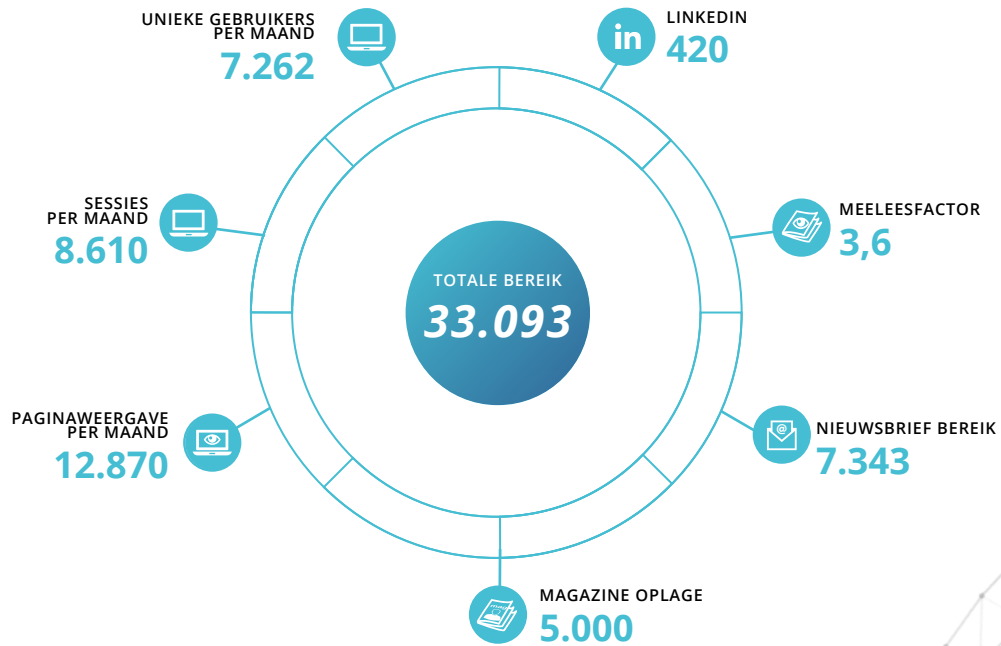 UNIEKE GEBRUIKERS
PER MAAND
7.262
LINKEDIN
420
in
SESSIES
PER MAAND
8.610
MEELEESFACTOR
3,6
TOTALE BEREIK
33.093
PAGINAWEERGAVE
PER MAAND
12.870
@
NIEUWSBRIEF BEREIK
7.343
MAGAZINE OPLAGE
5.000